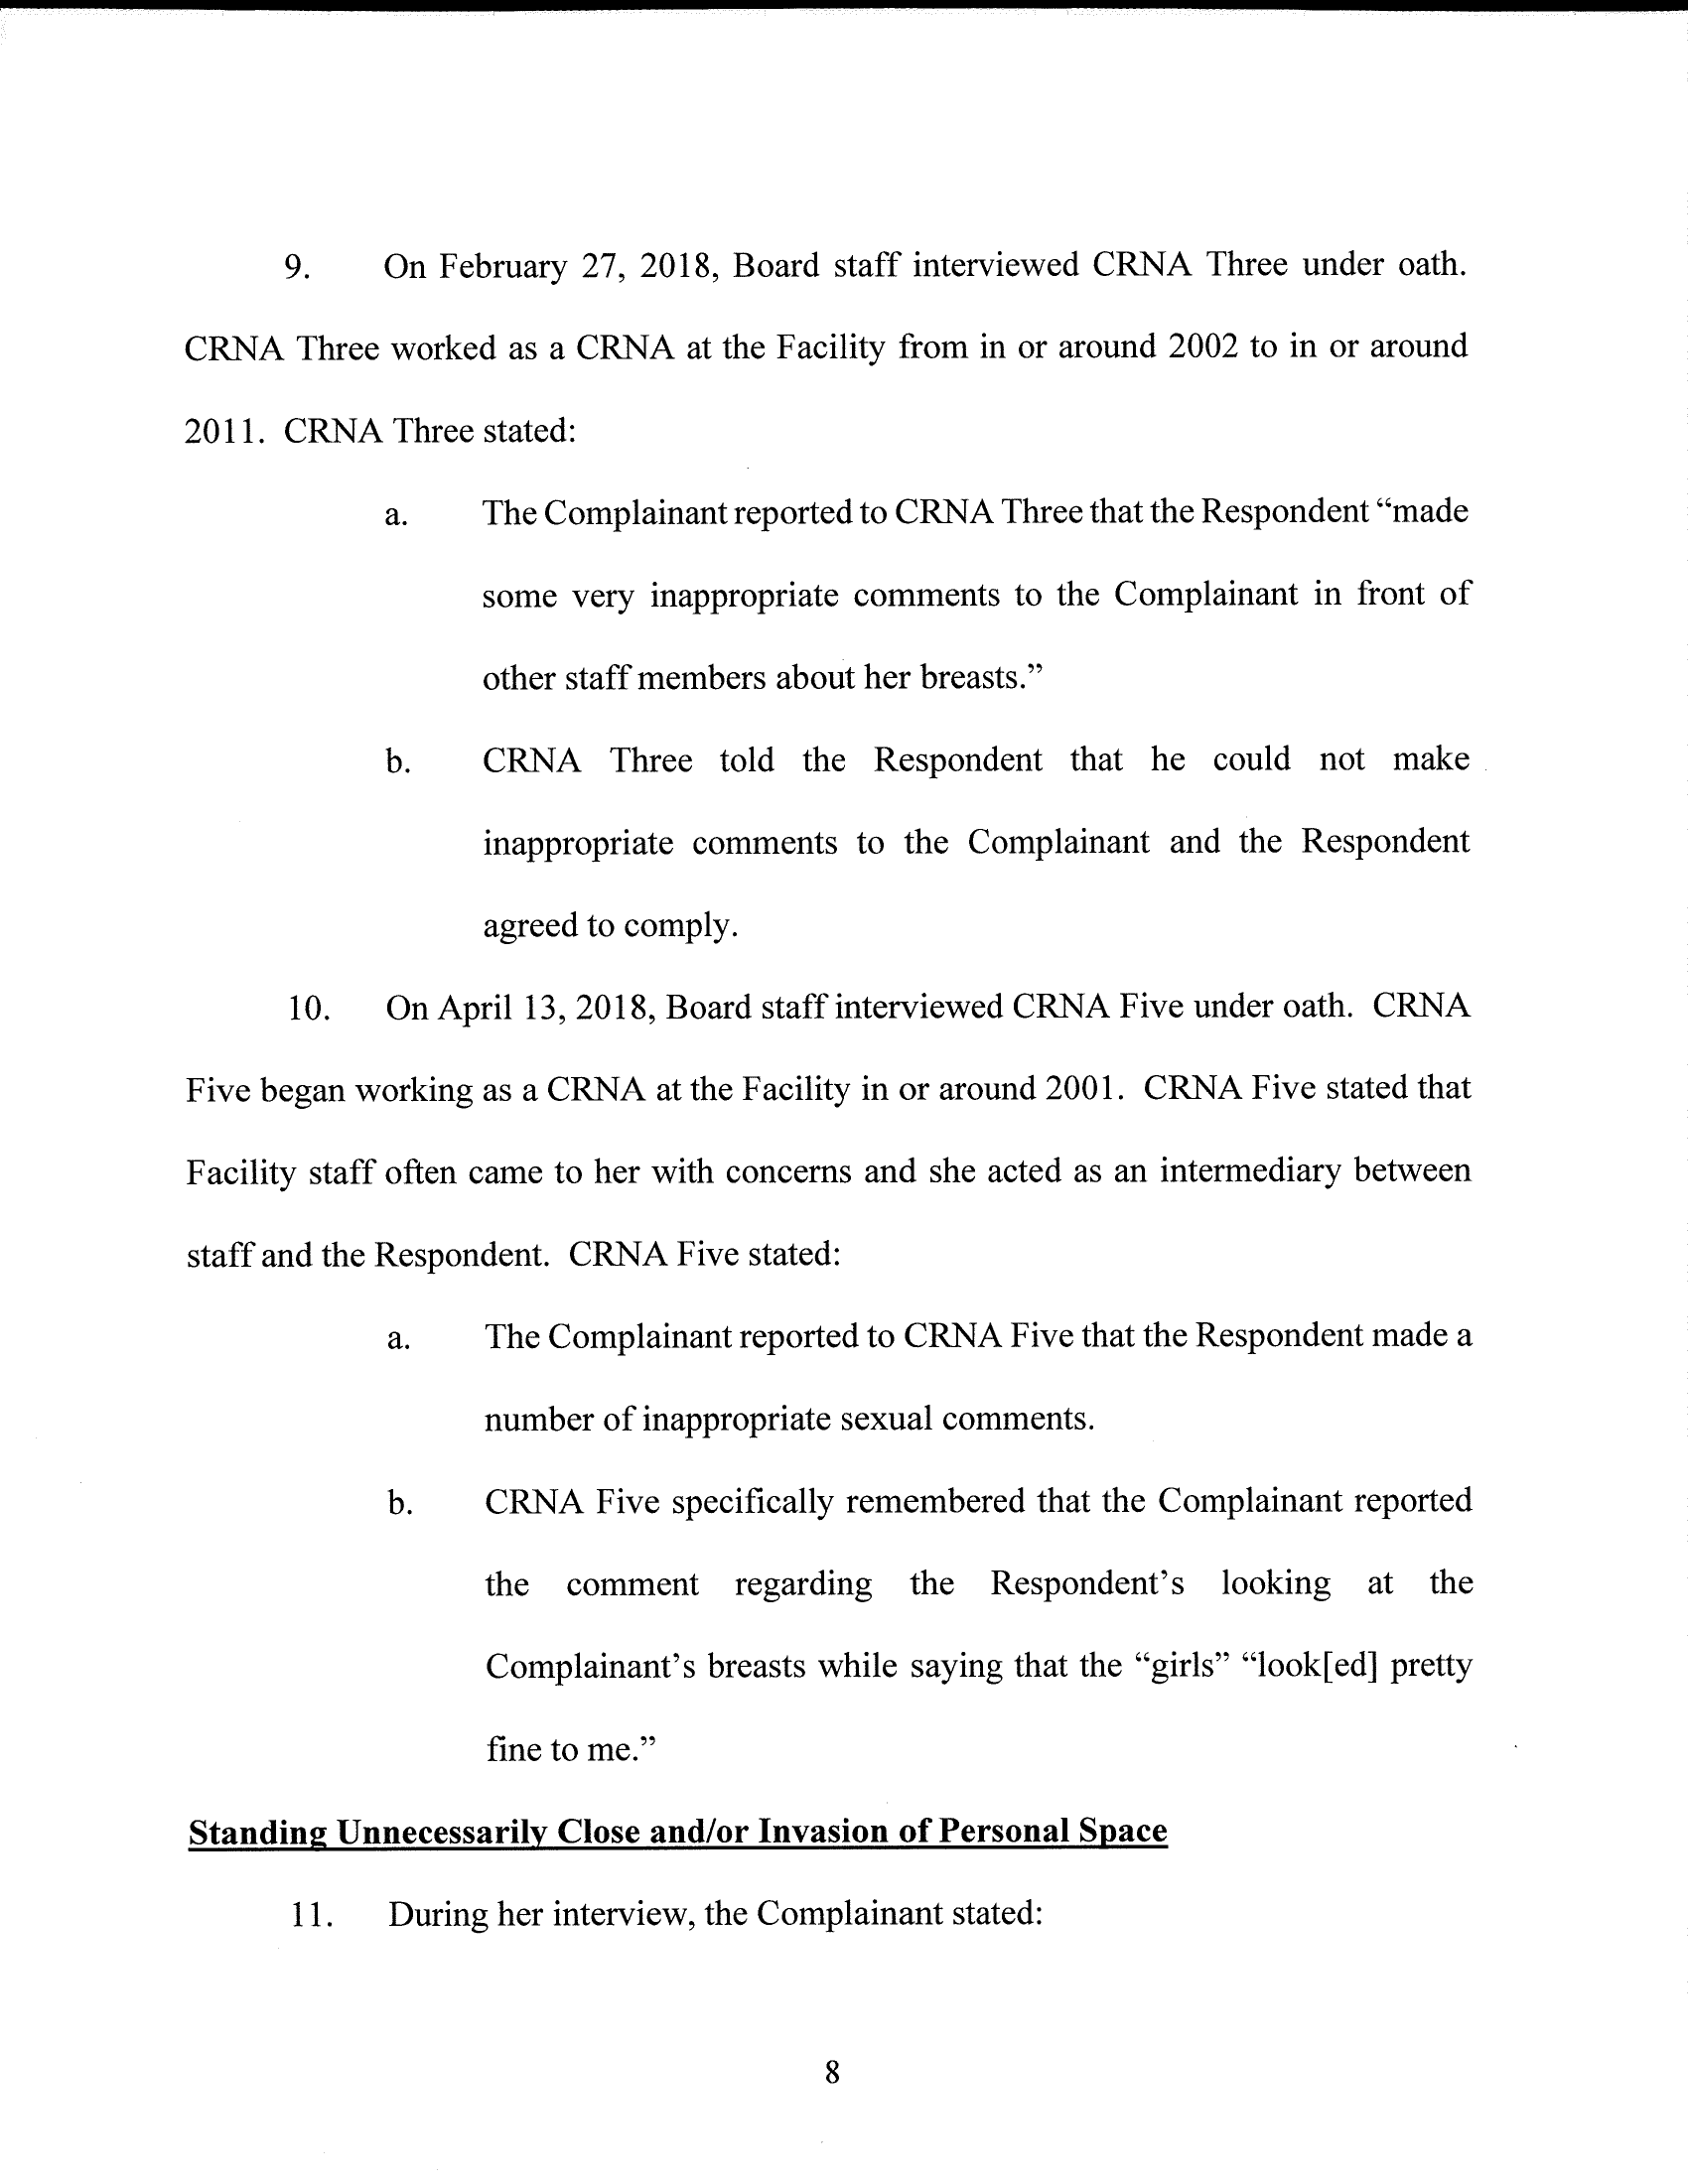 9. On February 27, 2018, Board staff interviewed CRNA Three under oath.
CRNA Three worked as a CRNA at the Facility from in or around 2002 to in or around
2011. CRNA Three stated:
a. The Complainant reported to CRNA Three that the Respondent “made
some very inappropriate comments to the Complainant in front of
other staff members about her breasts.”
b. CRNA Three told the Respondent that he could not make
inappropriate comments to the Complainant and the Respondent
agreed to comply.
10. On April 13, 2018, Board staff interviewed CRNA Five under oath. CRNA
Five began working as a CRNA at the Facility in or around 2001. CRNA Five stated that
Facility staff often came to her with concerns and she acted as an intermediary between
staff and the Respondent. CRNA Five stated:
a. The Complainant reported to CRNA Five that the Respondent made a
number of inappropriate sexual comments.
b. CRNA Five specifically remembered that the Complainant reported
the comment regarding the Respondent’s looking at the
Complainant’s breasts while saying that the “girls” “look[ed] pretty
fine to me.”
Standing Unnecessarily Close and/or Invasion of Personal Space
11. During her interview, the Complainant stated:
8